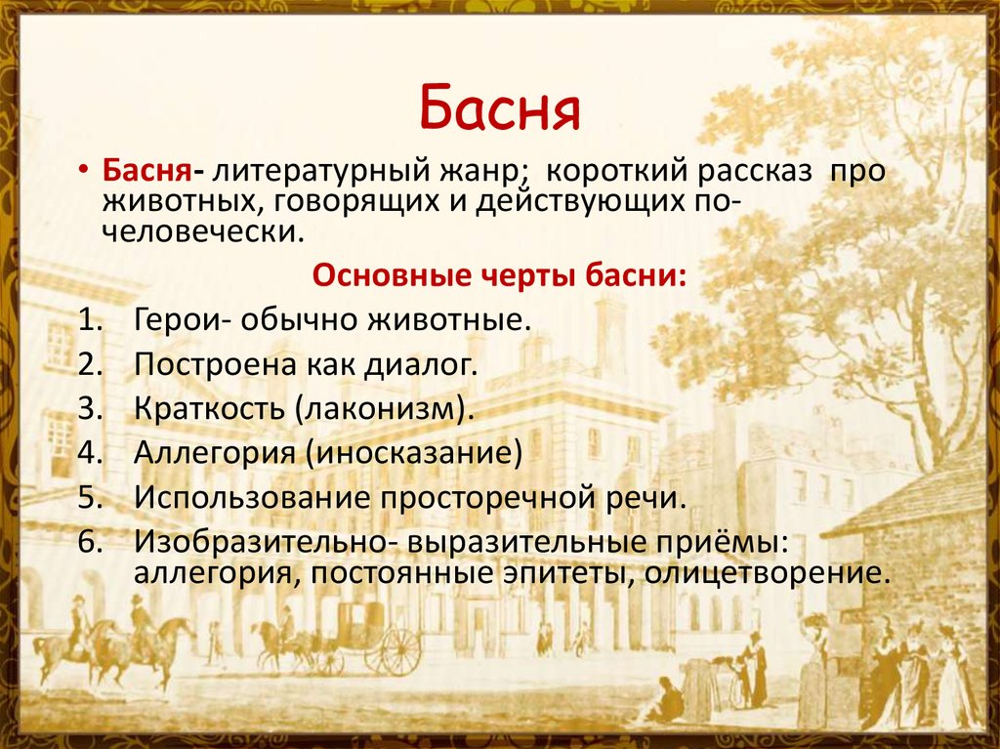 Басня
• Басня- литературный жанр; короткий рассказ про
животных, говорящих и действующих по-
человечески.
Основные черты басни:
1. Герои- обычно животные.
2. Построена как диалог.
3. Краткость (лаконизм).
4. Аллегория (иносказание)
5. Использование просторечной речи.
6. Изобразительно- выразительные приёмы:
аллегория, постоянные эпитеты, олицетворение.